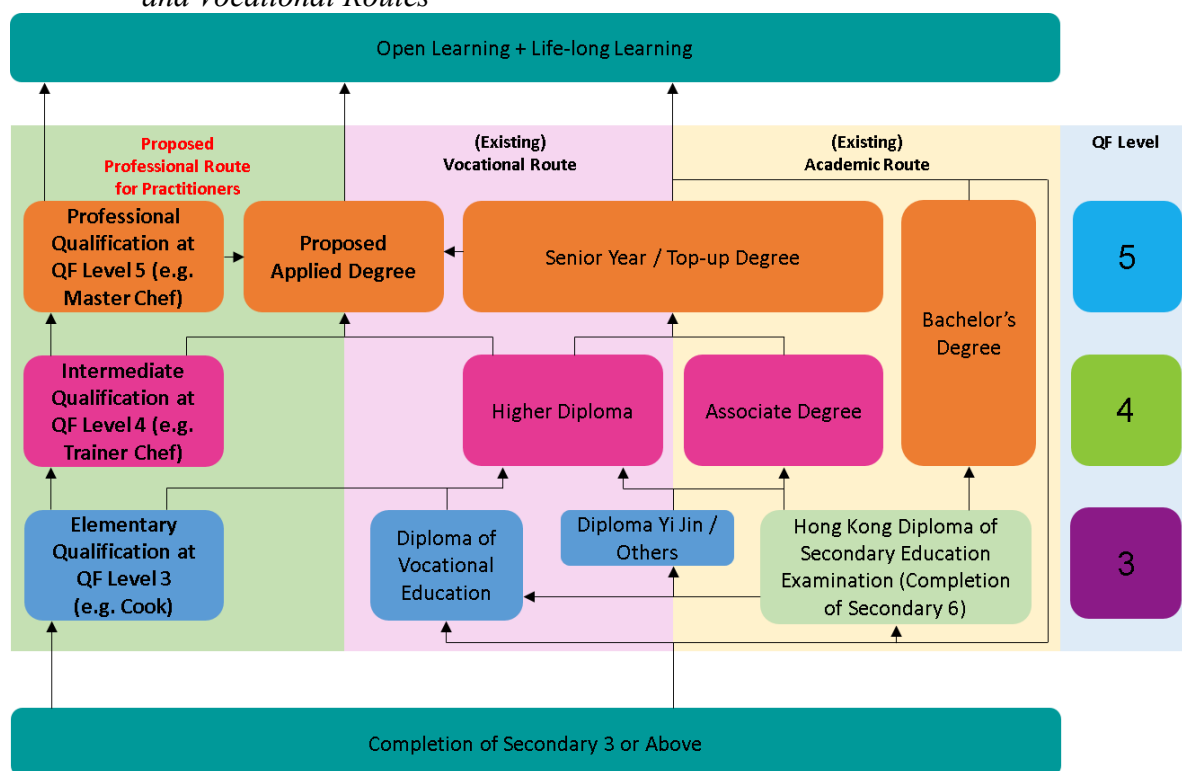 and Vocational Routes
Open Learning + Life-long Learning
Proposed
Professional Route
for Practitioners
(Existing)
Vocational Route
(Existing)
Academic Route
QF Level
Professional
Qualification at
QF Level 5 (e.g.
Master Chef)
Proposed
Applied Degree
Senior Year / Top-up Degree
Bachelor's
Degree
5
Intermediate
Qualification at
QF Level 4 (e.g.
Trainer Chef)
Higher Diploma
Associate Degree
4
Elementary
Qualification at
QF Level 3
(e.g. Cook)
Diploma of
Vocational
Education
Diploma Yi Jin /
Others
Hong Kong Diploma of
Secondary Education
Examination (Completion
of Secondary 6)
3
Completion of Secondary 3 or Above